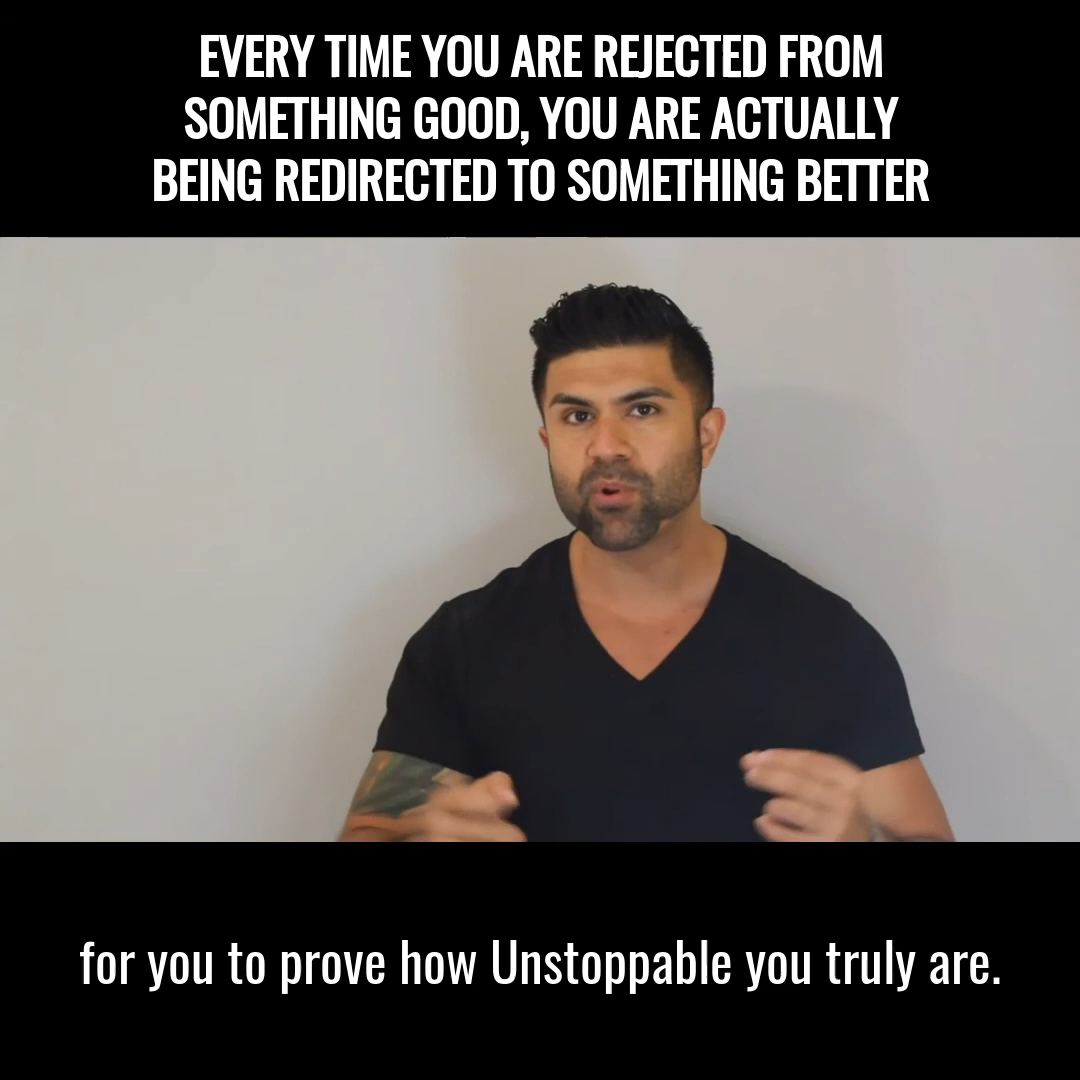 EVERY TIME YOU ARE REJECTED FROM
SOMETHING GOOD, YOU ARE ACTUALLY
BEING REDIRECTED TO SOMETHING BETTER
for you to prove how Unstoppable you truly are.